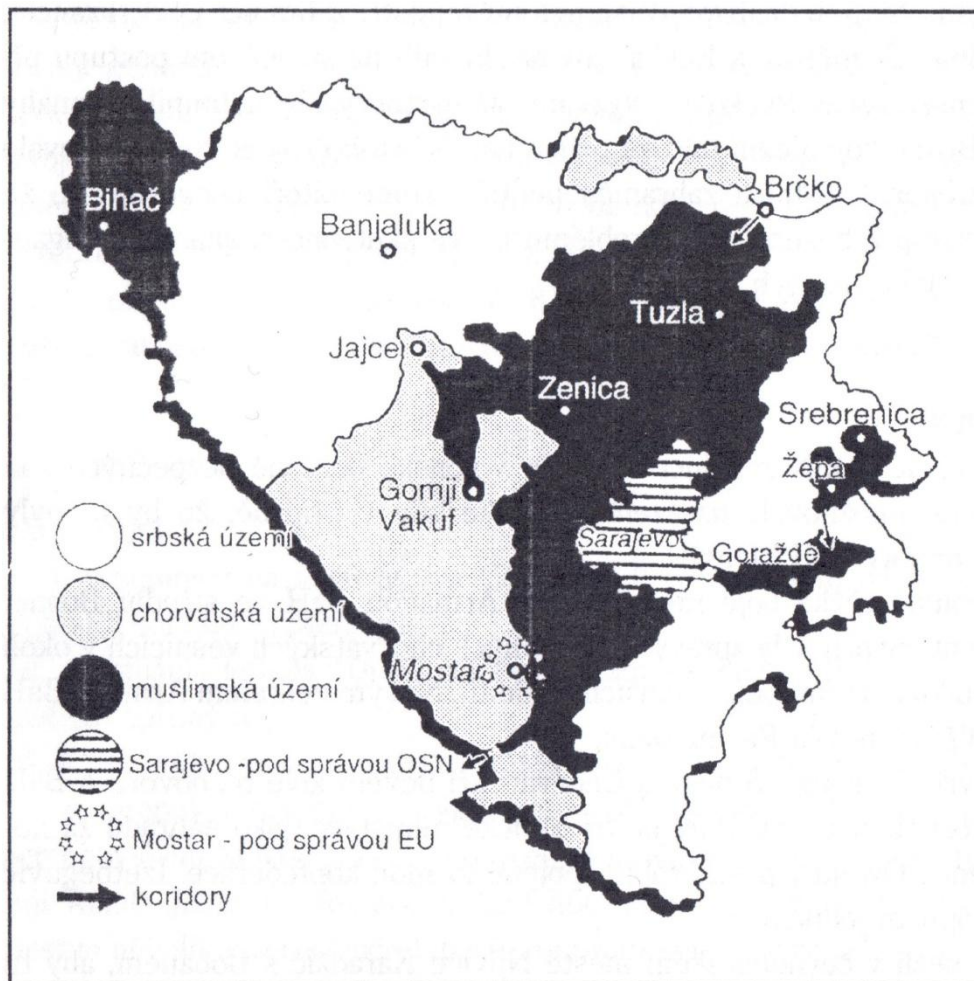 Bihač
Banjaluka
Brčko
Tuzla
Jajce
Zenica
Srebrenica
Žepa
Gornji
Vakuf
Sarajevo
Goražde
Mostar
srbská území
chorvatská území
muslimská území
Sarajevo -pod správou OSN
Mostar - pod správou EU
koridory